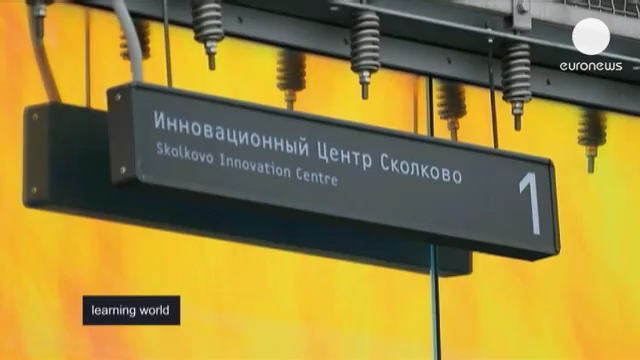 euronews
Инновационный Центр Сколково
Skolkovo Innovation Centre
1
learning world